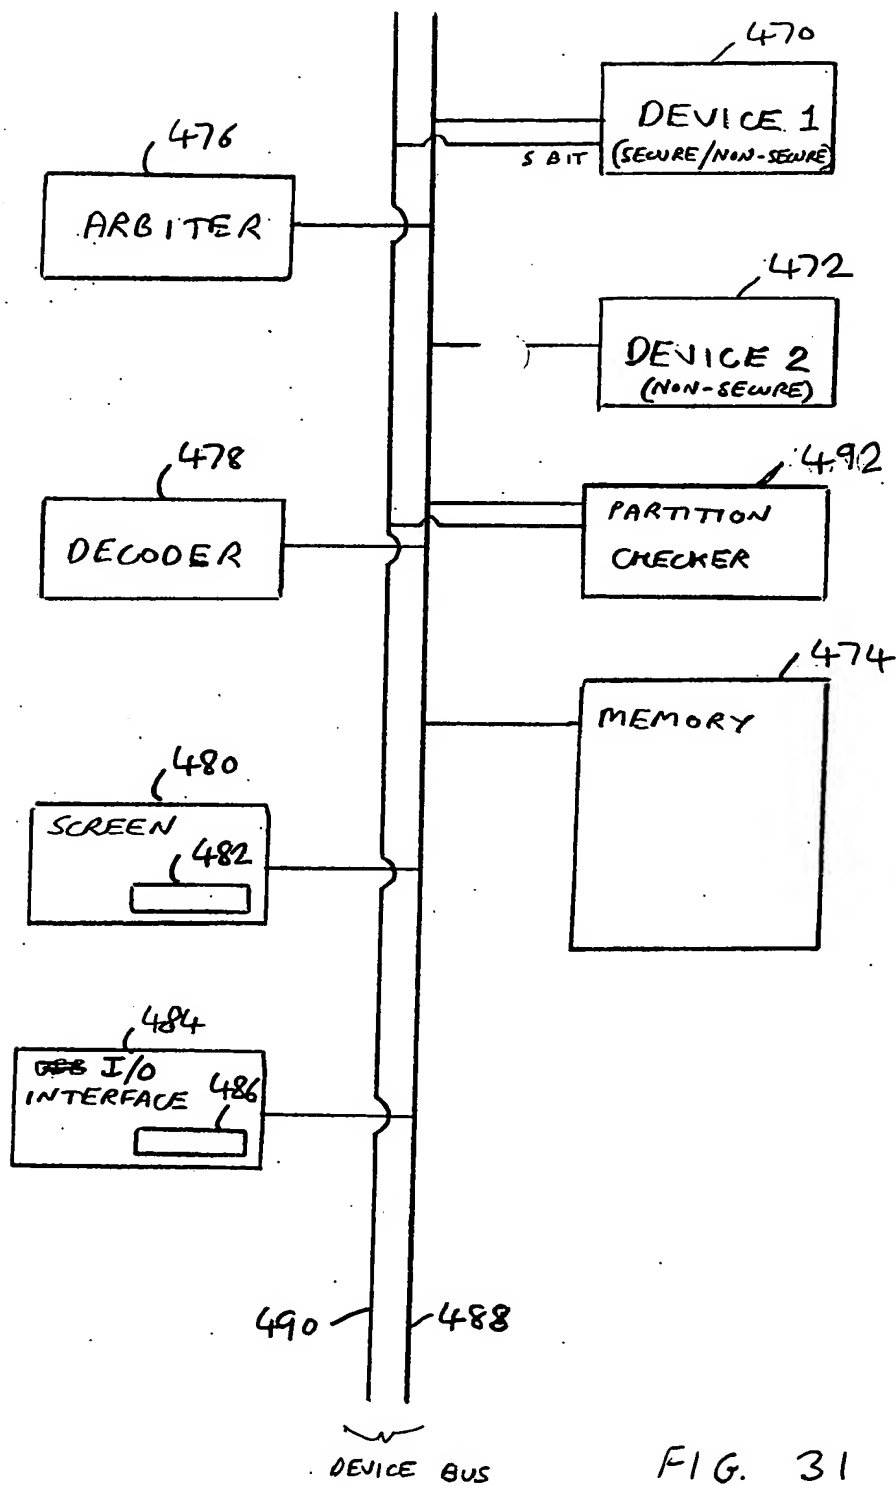 470
DEVICE 1
(SECURE/NON-SECURE)
S BIT
476
ARBITER
472
DEVICE 2
(NON-SECURE)
478
DECODER
492
PARTITION
CHECKER
474
MEMORY
480
SCREEN
482
484
I/O
INTERFACE
486
490
488
DEVICE BUS
FIG. 31